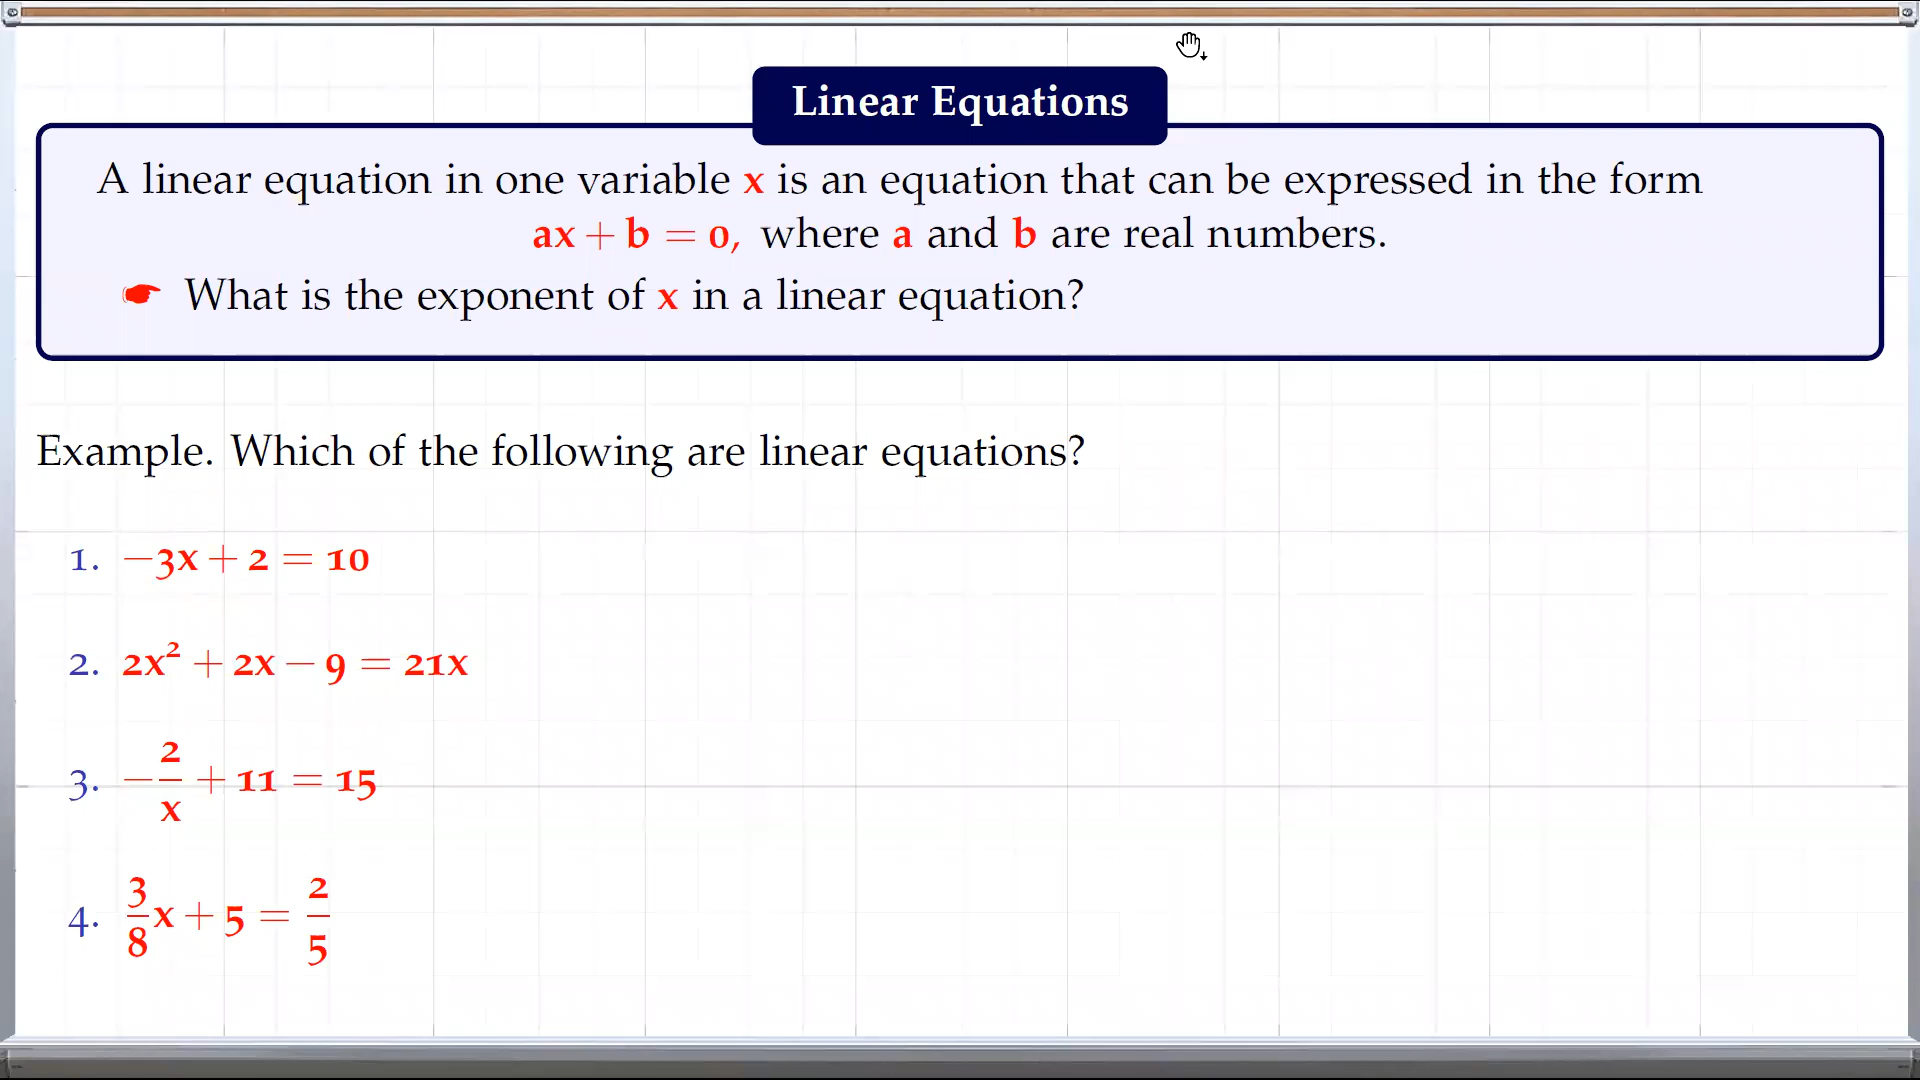 Linear Equations
A linear equation in one variable x is an equation that can be expressed in the form
ax + b = 0, where a and b are real numbers.
☛ What is the exponent of x in a linear equation?
Example. Which of the following are linear equations?
1. −3x + 2 = 10
2. 2x² + 2x − 9 = 21x
3. −2/x + 11 = 15
4. 3/8 x + 5 = 2/5